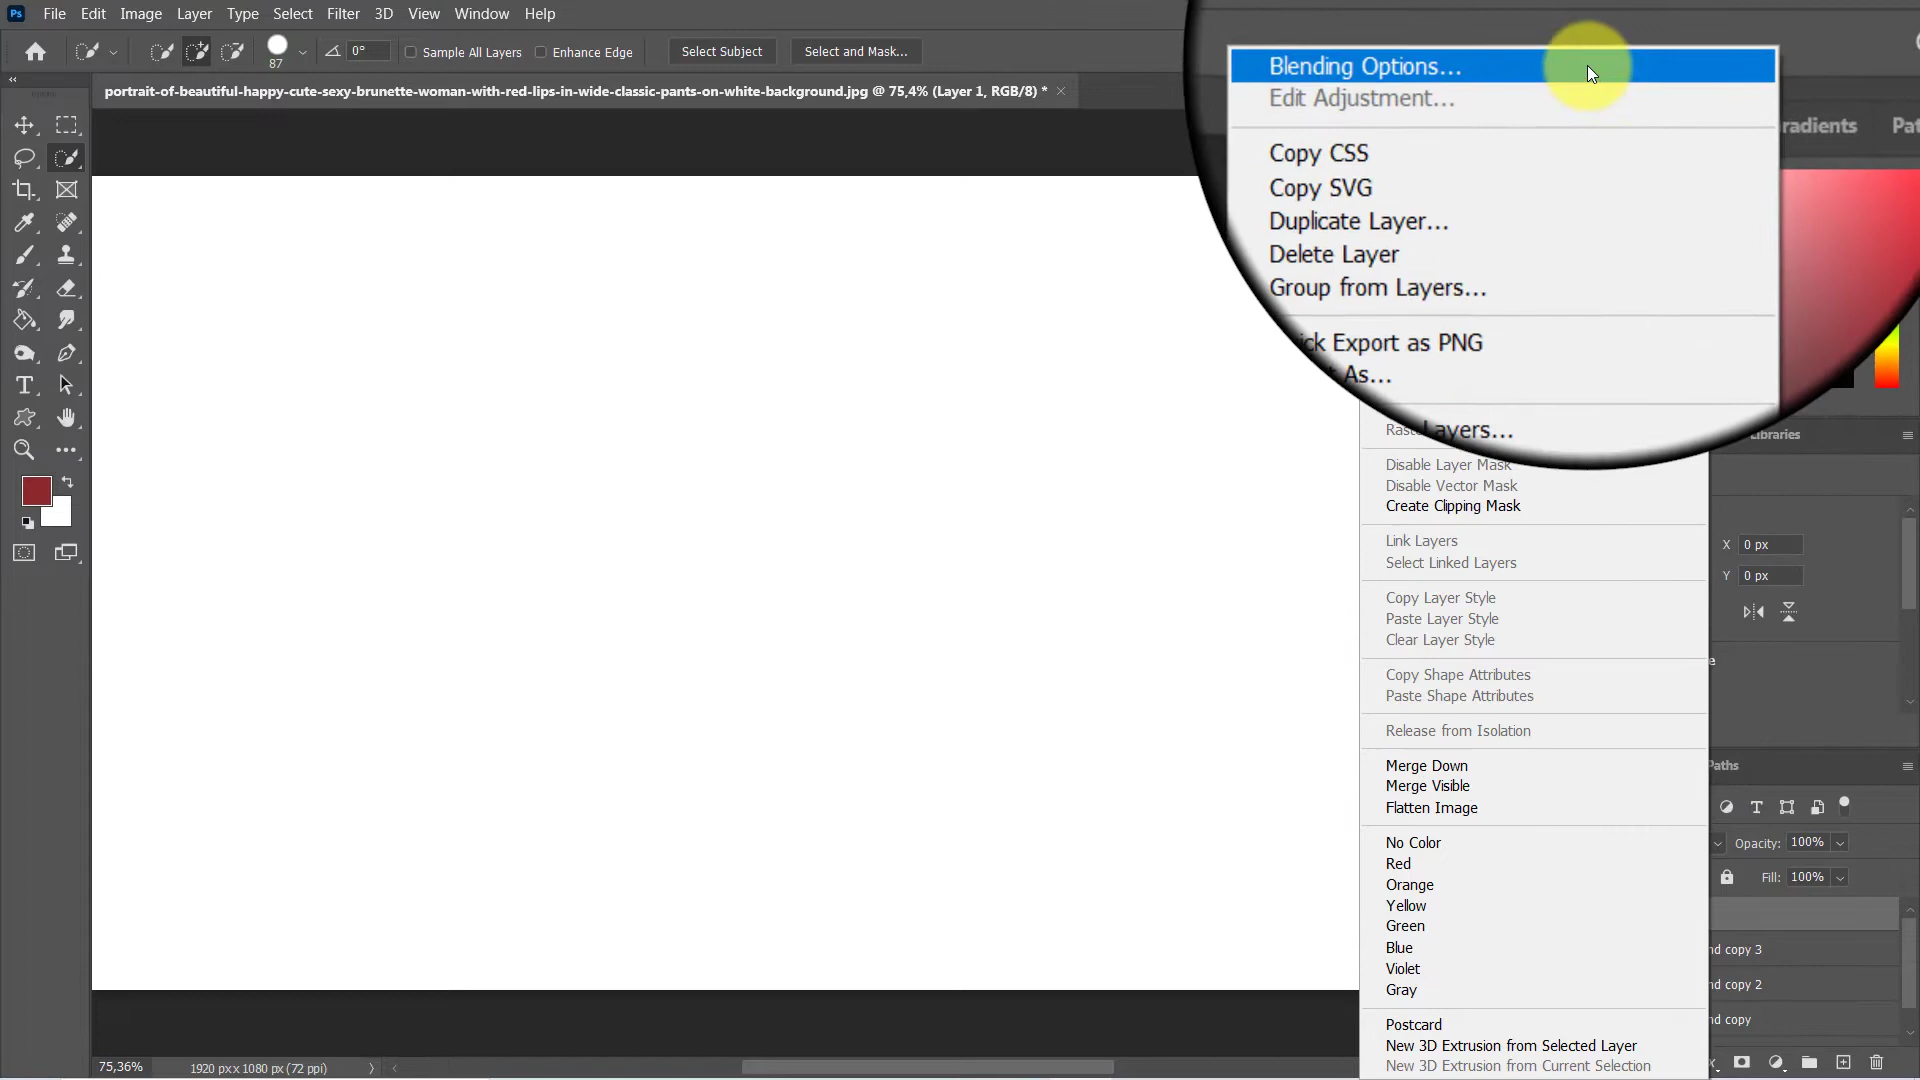 Ps File Edit Image Layer Type Select Filter 3D View Window Help
87 0° Sample All Layers Enhance Edge Select Subject Select and Mask...
portrait-of-beautiful-happy-cute-sexy-brunette-woman-with-red-lips-in-wide-classic-pants-on-white-background.jpg @ 75,4% (Layer 1, RGB/8) *
Blending Options...
Edit Adjustment...
Copy CSS
Copy SVG
Duplicate Layer...
Delete Layer
Group from Layers...
Export as PNG
As...
Layers...
Disable Layer Mask
Disable Vector Mask
Create Clipping Mask
Link Layers
Select Linked Layers
Copy Layer Style
Paste Layer Style
Clear Layer Style
Copy Shape Attributes
Paste Shape Attributes
Release from Isolation
Merge Down
Merge Visible
Flatten Image
No Color
Red
Orange
Yellow
Green
Blue
Violet
Gray
Postcard
New 3D Extrusion from Selected Layer
New 3D Extrusion from Current Selection
Libraries
X 0 px
Y 0 px
Paths
Opacity: 100%
Fill: 100%
copy 3
copy 2
copy
75,36% 1920 px x 1080 px (72 ppi)